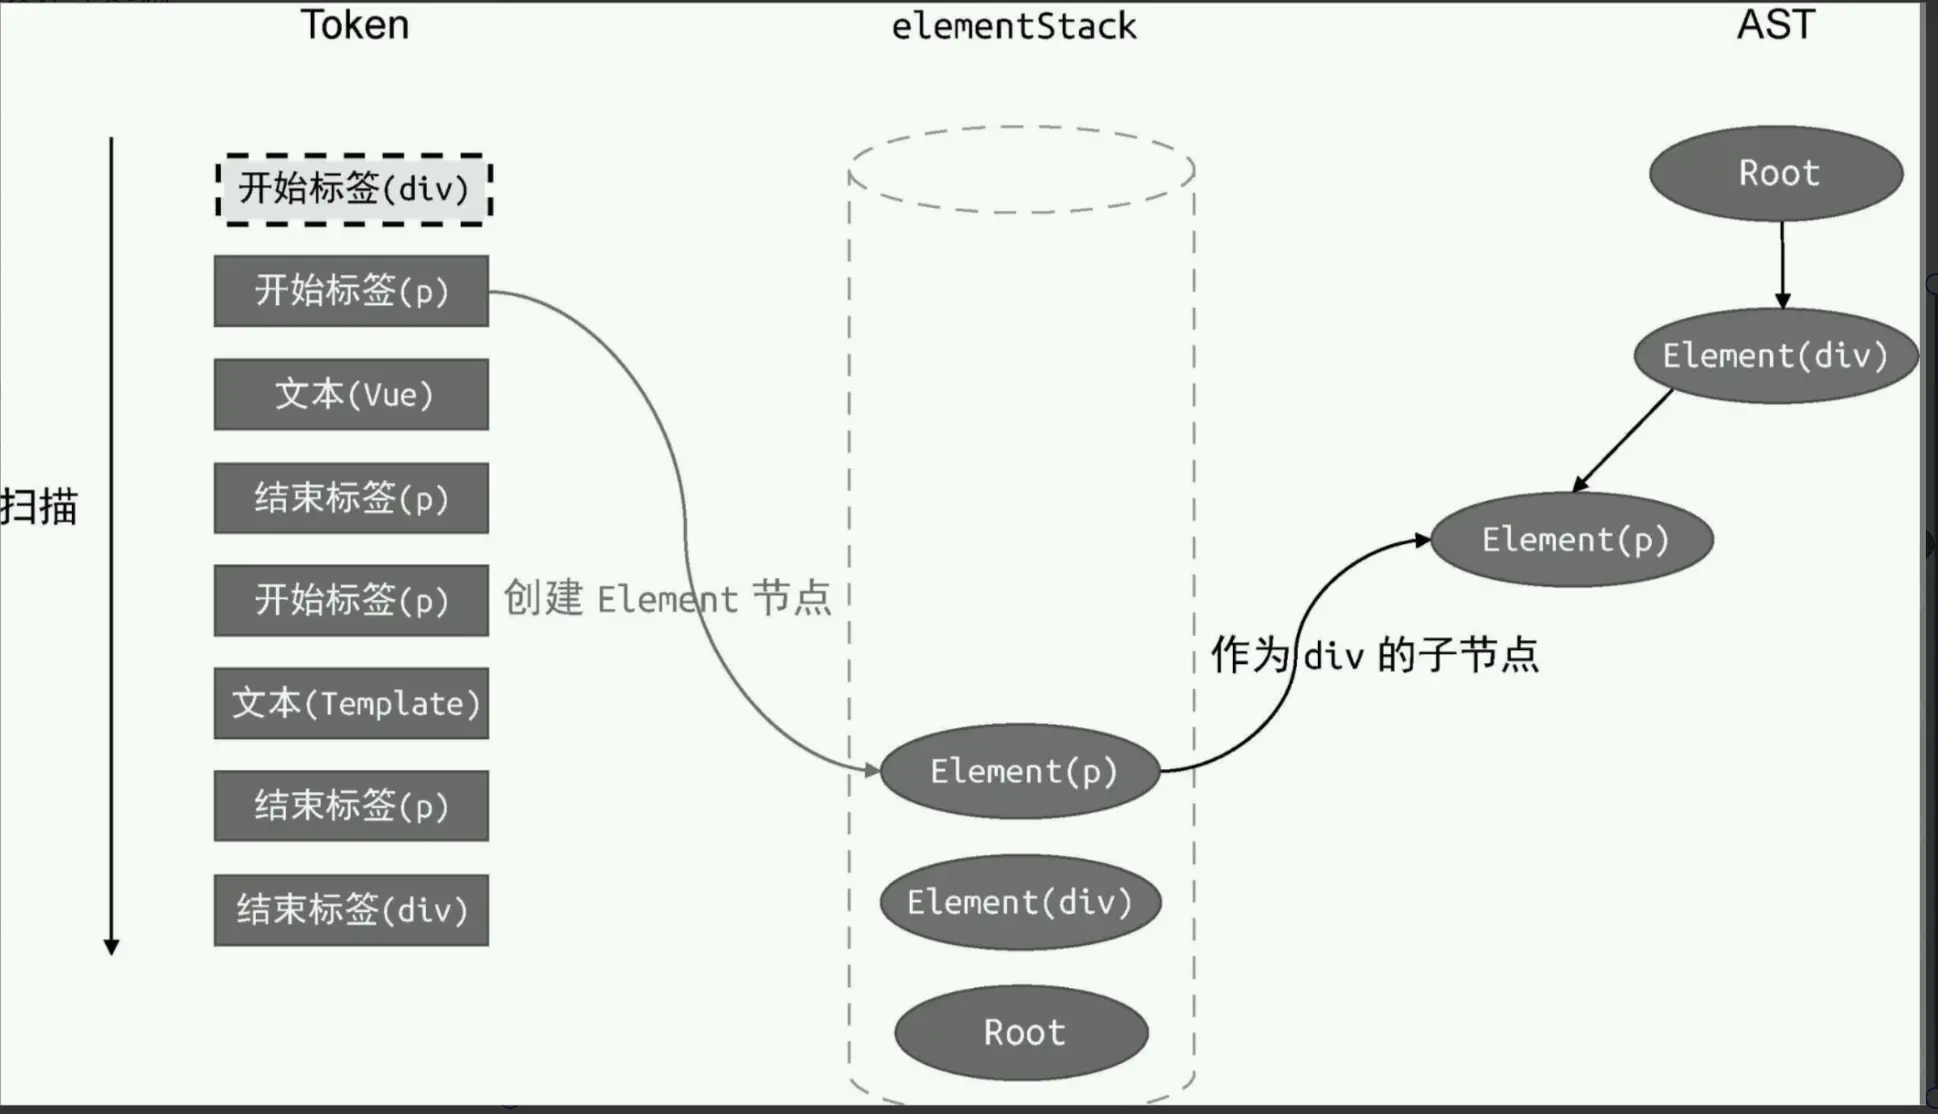 Token
elementStack
AST
开始标签(div)
开始标签(p)
文本(Vue)
结束标签(p)
开始标签(p)
文本(Template)
结束标签(p)
结束标签(div)
扫描
创建 Element 节点
Element(p)
Element(div)
Root
作为 div 的子节点
Root
Element(div)
Element(p)